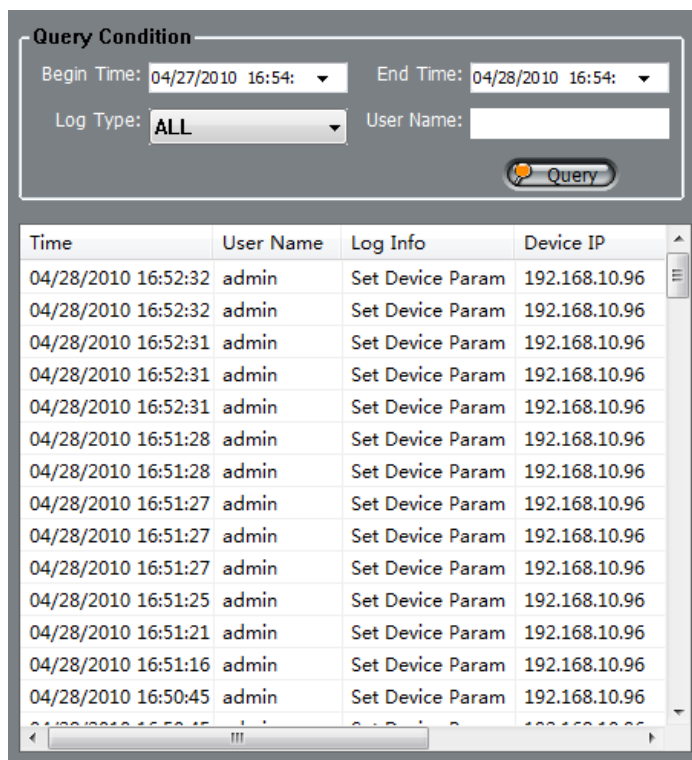 Query Condition
Begin Time: 04/27/2010 16:54: End Time: 04/28/2010 16:54:
Log Type: ALL User Name:
Query
Time User Name Log Info Device IP
04/28/2010 16:52:32 admin Set Device Param 192.168.10.96
04/28/2010 16:52:32 admin Set Device Param 192.168.10.96
04/28/2010 16:52:31 admin Set Device Param 192.168.10.96
04/28/2010 16:52:31 admin Set Device Param 192.168.10.96
04/28/2010 16:52:31 admin Set Device Param 192.168.10.96
04/28/2010 16:51:28 admin Set Device Param 192.168.10.96
04/28/2010 16:51:28 admin Set Device Param 192.168.10.96
04/28/2010 16:51:27 admin Set Device Param 192.168.10.96
04/28/2010 16:51:27 admin Set Device Param 192.168.10.96
04/28/2010 16:51:27 admin Set Device Param 192.168.10.96
04/28/2010 16:51:25 admin Set Device Param 192.168.10.96
04/28/2010 16:51:21 admin Set Device Param 192.168.10.96
04/28/2010 16:51:16 admin Set Device Param 192.168.10.96
04/28/2010 16:50:45 admin Set Device Param 192.168.10.96